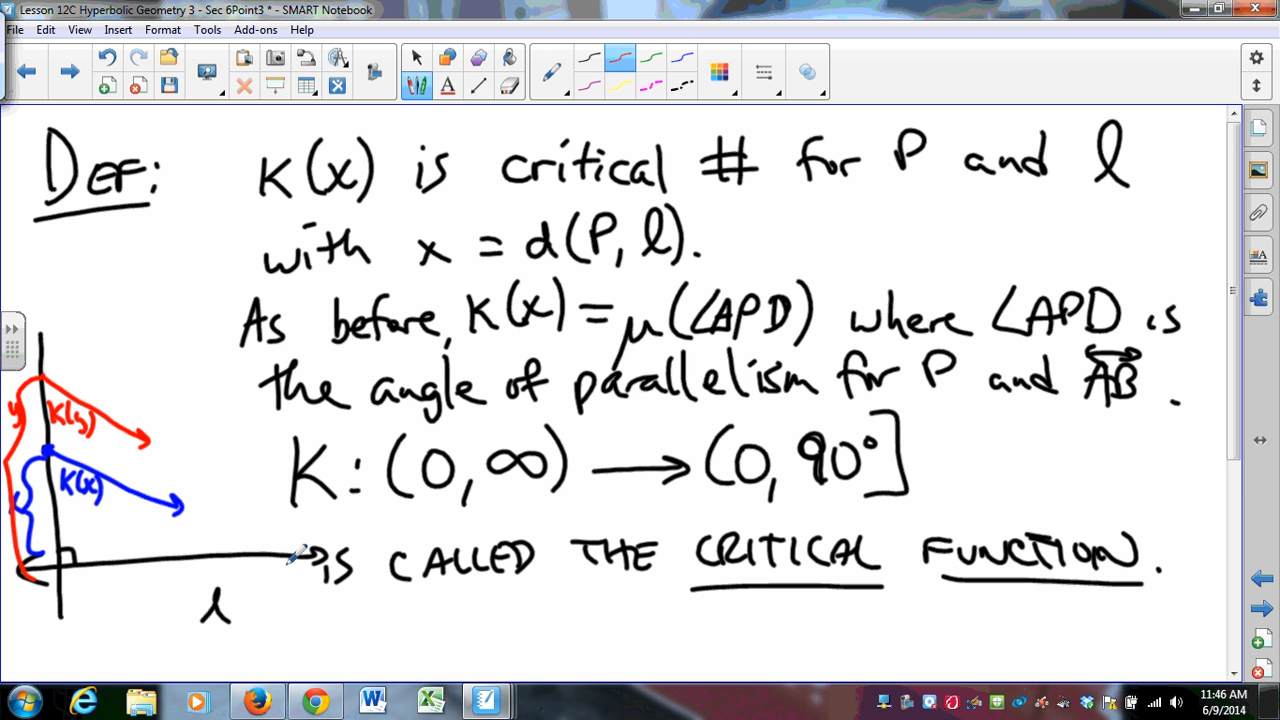 Lesson 12C Hyperbolic Geometry 3 - Sec 6Point3 * - SMART Notebook
File Edit View Insert Format Tools Add-ons Help
DEF: K(x) is critical # for P and l
with x = d(P, l).
As before, K(x) = μ(∠APD) where ∠APD is
the angle of parallelism for P and AB.
K: (0, ∞) → (0, 90°]
is CALLED THE CRITICAL FUNCTION.
y K(y)
K(x)
l
11:46 AM
6/9/2014